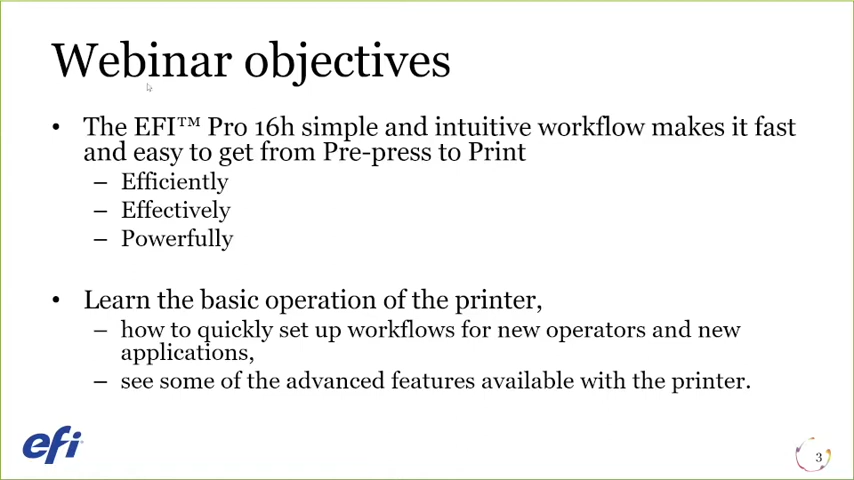 Webinar objectives
• The EFI™ Pro 16h simple and intuitive workflow makes it fast
and easy to get from Pre-press to Print
– Efficiently
– Effectively
– Powerfully
• Learn the basic operation of the printer,
– how to quickly set up workflows for new operators and new
applications,
– see some of the advanced features available with the printer.
efi
3